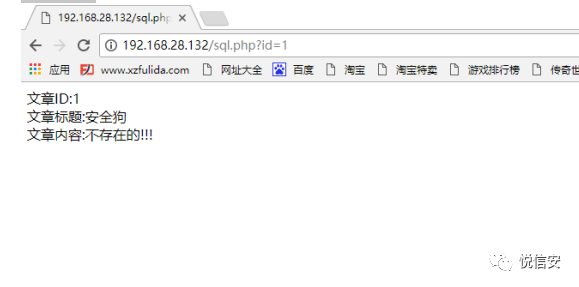 192.168.28.132/sql.php
192.168.28.132/sql.php?id=1
应用 www.xzfulida.com 网址大全 百度 淘宝 淘宝特卖 游戏排行榜 传奇世
文章ID:1
文章标题:安全狗
文章内容:不存在的!!!
悦信安